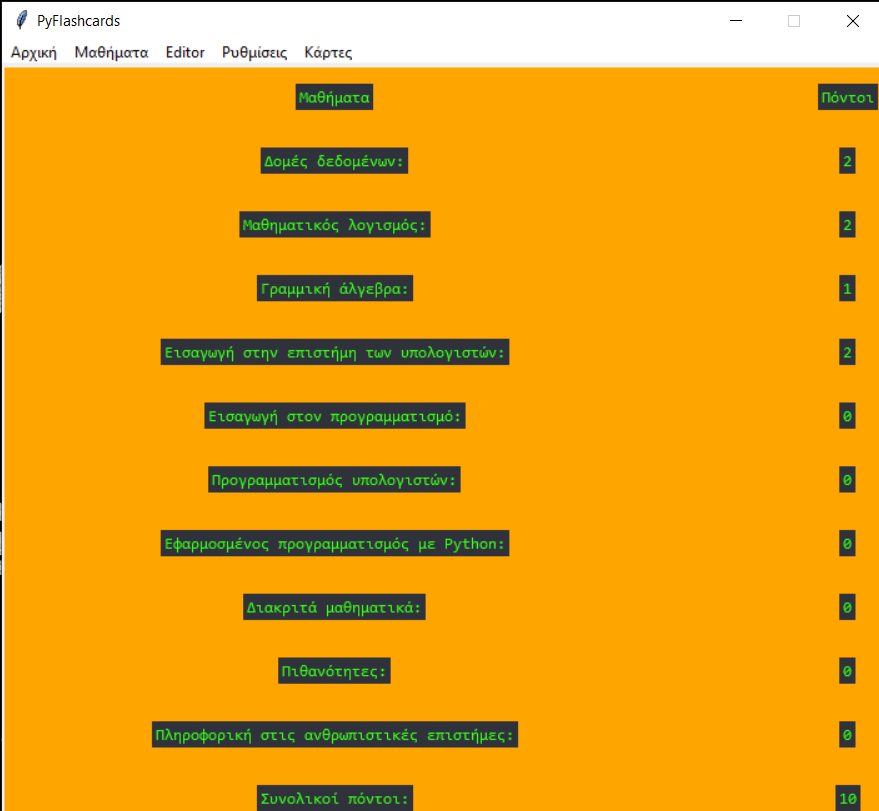 PyFlashcards
Αρχική Μαθήματα Editor Ρυθμίσεις Κάρτες
Μαθήματα Πόντοι
Δομές δεδομένων: 2
Μαθηματικός λογισμός: 2
Γραμμική άλγεβρα: 1
Εισαγωγή στην επιστήμη των υπολογιστών: 2
Εισαγωγή στον προγραμματισμό: 0
Προγραμματισμός υπολογιστών: 0
Εφαρμοσμένος προγραμματισμός με Python: 0
Διακριτά μαθηματικά: 0
Πιθανότητες: 0
Πληροφορική στις ανθρωπιστικές επιστήμες: 0
Συνολικοί πόντοι: 10